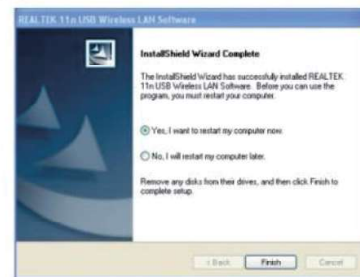 REALTEK 11n USB Wireless LAN Software
InstallShield Wizard Complete
The InstallShield Wizard has successfully installed REALTEK
11n USB Wireless LAN Software. Before you can use the
program, you must restart your computer.
Yes, I want to restart my computer now.
No, I will restart my computer later.
Remove any disks from their drives, and then click Finish to
complete setup.
< Back
Finish
Cancel